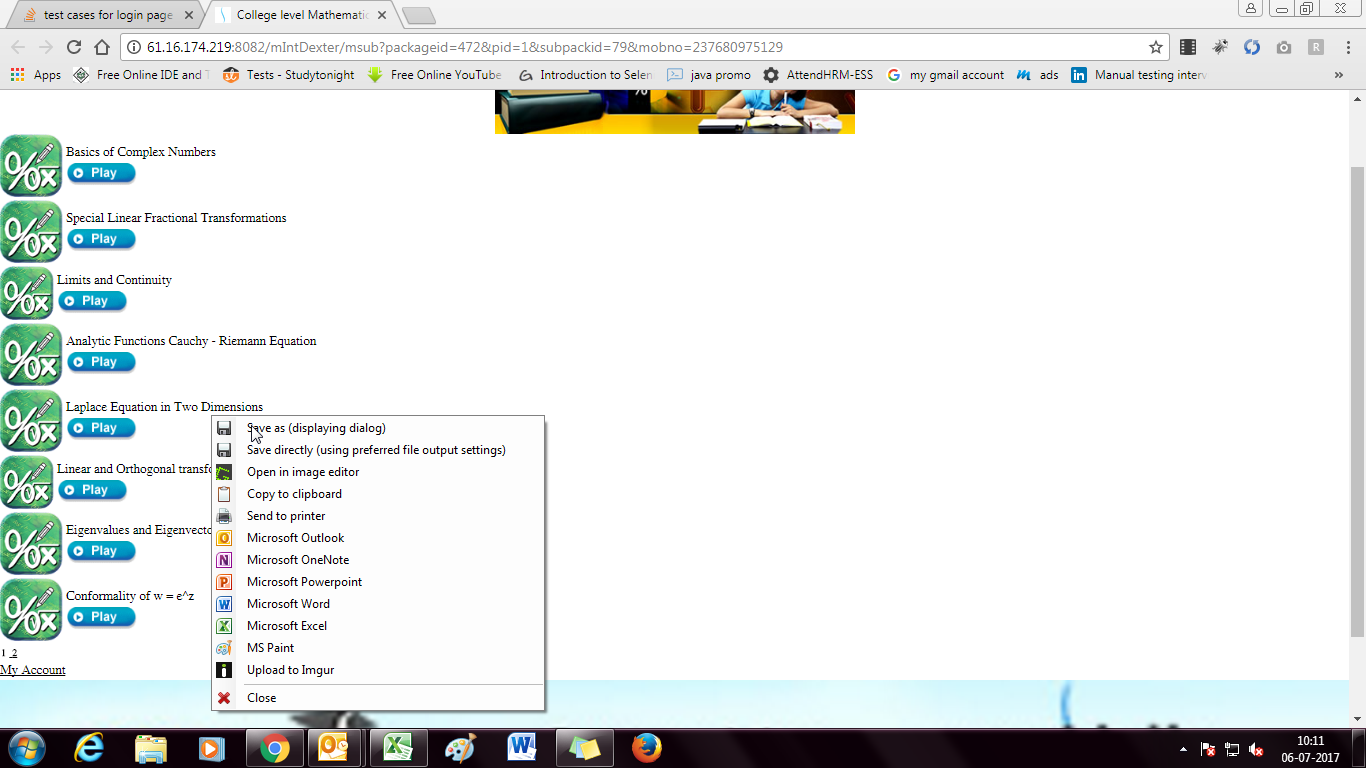 test cases for login page
College level Mathematic
61.16.174.219:8082/mIntDexter/msub?packageid=472&pid=1&subpackid=79&mobno=237680975129
Apps
Free Online IDE and T
Tests - Studytonight
Free Online YouTube
Introduction to Selen
java promo
AttendHRM-ESS
my gmail account
ads
Manual testing interv
%
Basics of Complex Numbers
Play
Special Linear Fractional Transformations
Play
Limits and Continuity
Play
Analytic Functions Cauchy - Riemann Equation
Play
Laplace Equation in Two Dimensions
Play
Linear and Orthogonal transfo
Play
Eigenvalues and Eigenvecto
Play
Conformality of w = e^z
Play
1 2
My Account
Save as (displaying dialog)
Save directly (using preferred file output settings)
Open in image editor
Copy to clipboard
Send to printer
Microsoft Outlook
Microsoft OneNote
Microsoft Powerpoint
Microsoft Word
Microsoft Excel
MS Paint
Upload to Imgur
Close
10:11
06-07-2017